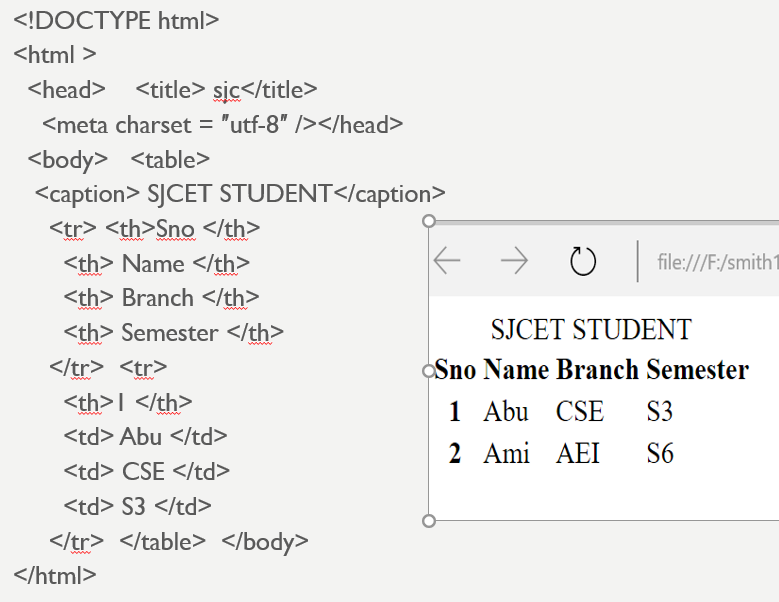 <!DOCTYPE html>
<html >
<head> <title> sjc</title>
<meta charset = "utf-8" /></head>
<body> <table>
<caption> SJCET STUDENT</caption>
<tr> <th>Sno </th>
<th> Name </th>
<th> Branch </th>
<th> Semester </th>
</tr> <tr>
<th>1 </th>
<td> Abu </td>
<td> CSE </td>
<td> S3 </td>
</tr> </table> </body>
</html>
file:///F:/smith1
SJCET STUDENT
Sno Name Branch Semester
1 Abu CSE S3
2 Ami AEI S6